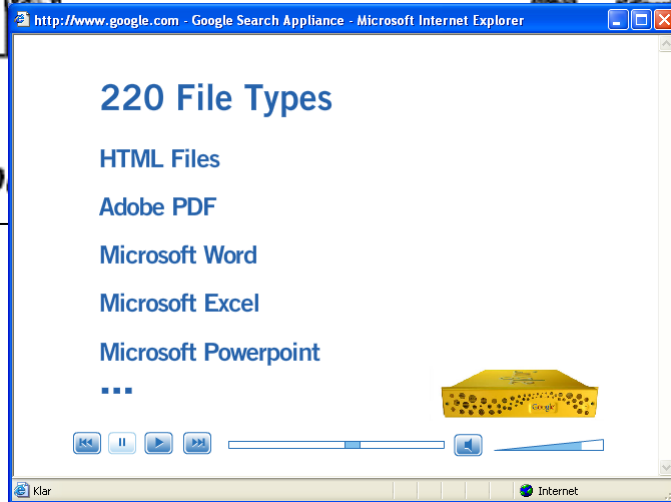 http://www.google.com - Google Search Appliance - Microsoft Internet Explorer
220 File Types
HTML Files
Adobe PDF
Microsoft Word
Microsoft Excel
Microsoft Powerpoint
...
Google
Klar
Internet